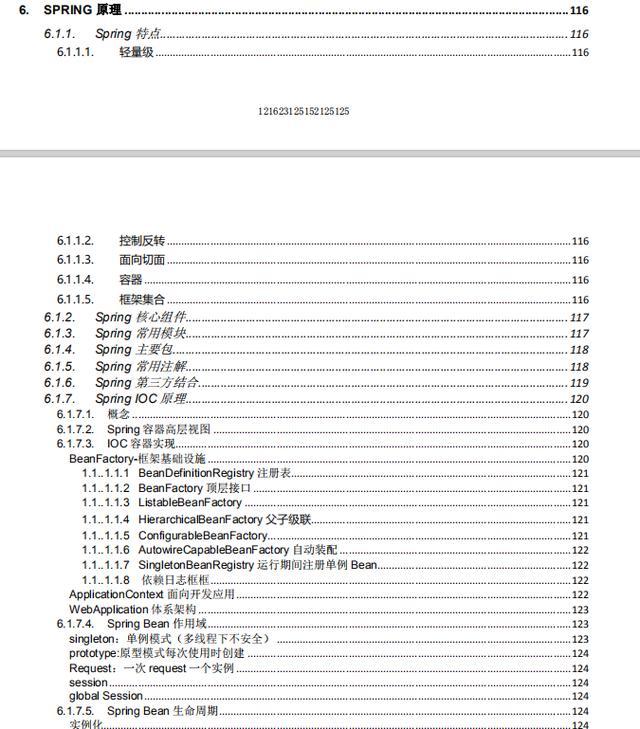 6. SPRING 原理........................116
6.1.1. Spring 特点........................116
6.1.1.1. 轻量级........................116
121623125152125125
6.1.1.2. 控制反转........................116
6.1.1.3. 面向切面........................116
6.1.1.4. 容器........................116
6.1.1.5. 框架集合........................116
6.1.2. Spring 核心组件........................117
6.1.3. Spring 常用模块........................117
6.1.4. Spring 主要包........................118
6.1.5. Spring 常用注解........................118
6.1.6. Spring 第三方结合........................119
6.1.7. Spring IOC 原理........................120
6.1.7.1. 概念........................120
6.1.7.2. Spring 容器高层视图........................120
6.1.7.3. IOC 容器实现........................120
BeanFactory-框架基础设施........................120
1.1..1.1.1 BeanDefinitionRegistry 注册表........................121
1.1..1.1.2 BeanFactory 顶层接口........................121
1.1..1.1.3 ListableBeanFactory........................121
1.1..1.1.4 HierarchicalBeanFactory 父子级联........................121
1.1..1.1.5 ConfigurableBeanFactory........................121
1.1..1.1.6 AutowireCapableBeanFactory 自动装配........................122
1.1..1.1.7 SingletonBeanRegistry 运行期间注册单例 Bean........................122
1.1..1.1.8 依赖日志框框........................122
ApplicationContext 面向开发应用........................122
WebApplication 体系架构........................123
6.1.7.4. Spring Bean 作用域........................123
singleton：单例模式（多线程下不安全）........................123
prototype:原型模式每次使用时创建........................124
Request：一次 request 一个实例........................124
session........................124
global Session........................124
6.1.7.5. Spring Bean 生命周期........................124
实例化........................124